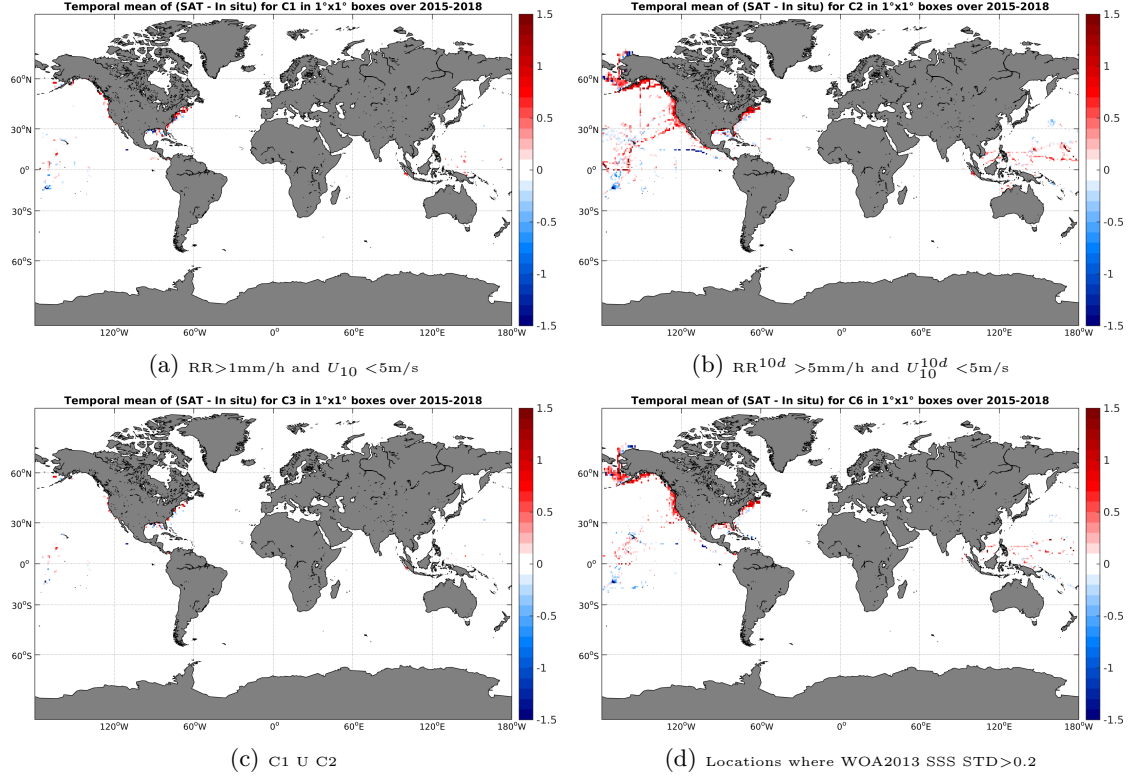 Temporal mean of (SAT - In situ) for C1 in 1°x1° boxes over 2015-2018
60°N
30°N
0°
30°S
60°S
120°W 60°W 0° 60°E 120°E 180°W
1.5
1
0.5
0
-0.5
-1
-1.5
(a) RR>1mm/h and U10 <5m/s
Temporal mean of (SAT - In situ) for C2 in 1°x1° boxes over 2015-2018
60°N
30°N
0°
30°S
60°S
120°W 60°W 0° 60°E 120°E 180°W
1.5
1
0.5
0
-0.5
-1
-1.5
(b) RR10d >5mm/h and U10d10 <5m/s
Temporal mean of (SAT - In situ) for C3 in 1°x1° boxes over 2015-2018
60°N
30°N
0°
30°S
60°S
120°W 60°W 0° 60°E 120°E 180°W
1.5
1
0.5
0
-0.5
-1
-1.5
(c) C1 U C2
Temporal mean of (SAT - In situ) for C6 in 1°x1° boxes over 2015-2018
60°N
30°N
0°
30°S
60°S
120°W 60°W 0° 60°E 120°E 180°W
1.5
1
0.5
0
-0.5
-1
-1.5
(d) Locations where WOA2013 SSS STD>0.2